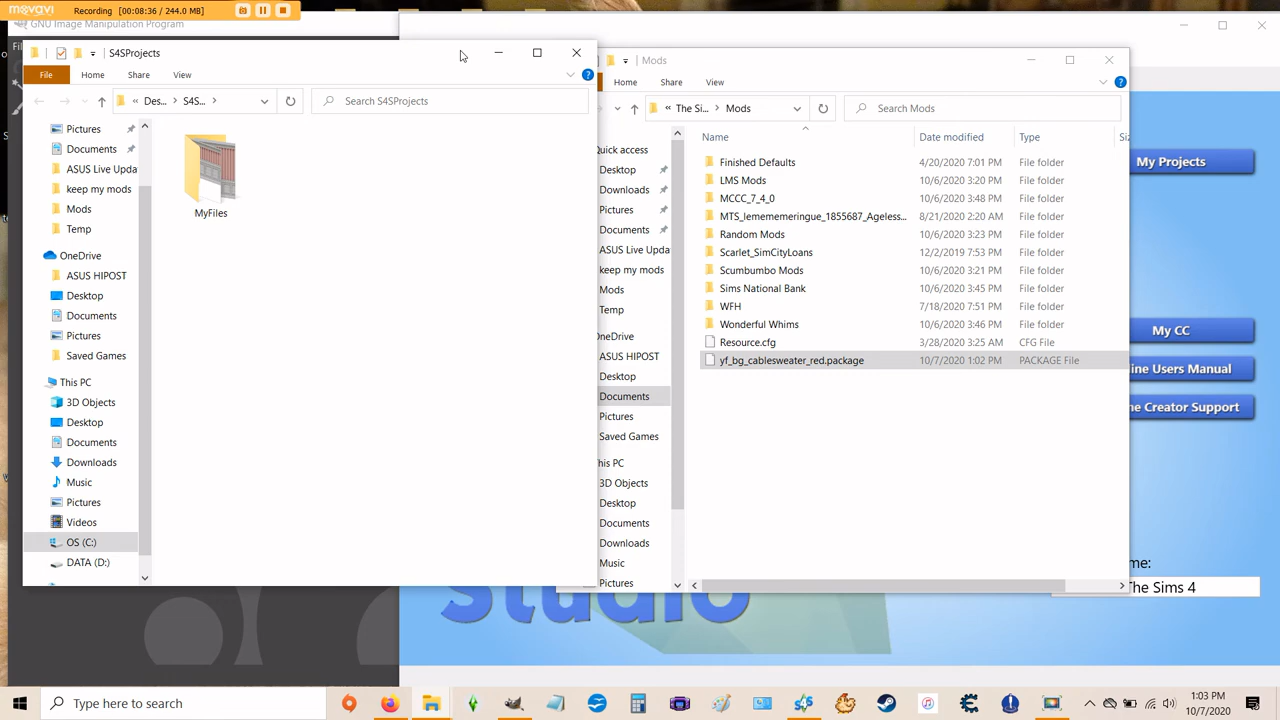 movavi
Recording [00:08:36 / 244.0 MB]
GNU Image Manipulation Program
S4SProjects
File
Home
Share
View
Des...
S4S...
Search S4SProjects
Pictures
Documents
ASUS Live Upda
keep my mods
Mods
Temp
OneDrive
ASUS HIPOST
Desktop
Documents
Pictures
Saved Games
This PC
3D Objects
Desktop
Documents
Downloads
Music
Pictures
Videos
OS (C:)
DATA (D:)
MyFiles
Mods
Home
Share
View
The Si...
Mods
Search Mods
Quick access
Desktop
Downloads
Pictures
Documents
ASUS Live Upda
keep my mods
Mods
Temp
OneDrive
ASUS HIPOST
Desktop
Documents
Pictures
Saved Games
his PC
3D Objects
Desktop
Documents
Downloads
Music
Pictures
Name Date modified Type Siz
Finished Defaults 4/20/2020 7:01 PM File folder
LMS Mods 10/6/2020 3:20 PM File folder
MCCC_7_4_0 10/6/2020 3:48 PM File folder
MTS_lemememeringue_1855687_Ageless... 8/21/2020 2:20 AM File folder
Random Mods 10/6/2020 3:23 PM File folder
Scarlet_SimCityLoans 12/2/2019 7:53 PM File folder
Scumbumbo Mods 10/6/2020 3:21 PM File folder
Sims National Bank 10/6/2020 3:45 PM File folder
WFH 7/18/2020 7:51 PM File folder
Wonderful Whims 10/6/2020 3:46 PM File folder
Resource.cfg 3/28/2020 3:25 AM CFG File
yf_bg_cablesweater_red.package 10/7/2020 1:02 PM PACKAGE File
My Projects
My CC
ine Users Manual
ne Creator Support
me:
The Sims 4
Studio
Type here to search
1:03 PM
10/7/2020